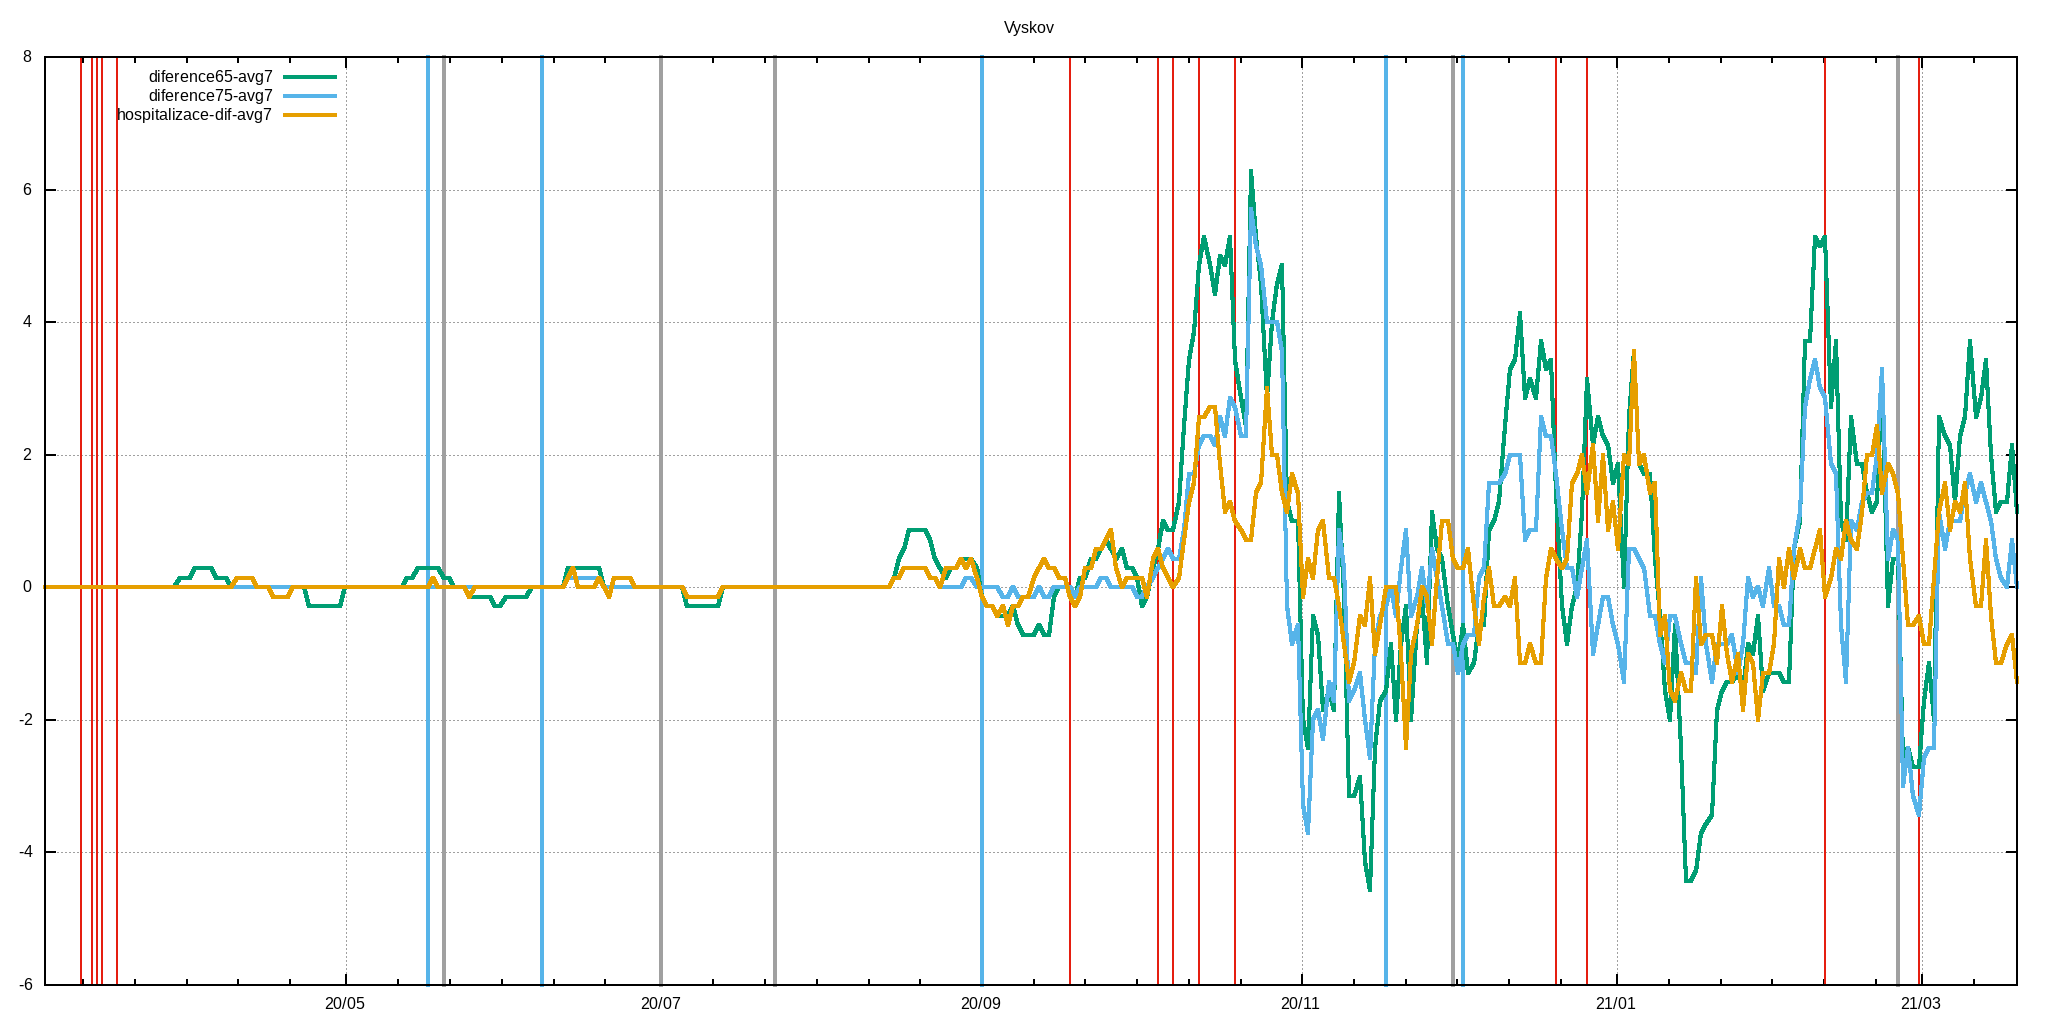 Vyskov
8
diference65-avg7
diference75-avg7
hospitalizace-dif-avg7
6
4
2
0
-2
-4
-6
20/05 20/07 20/09 20/11 21/01 21/03